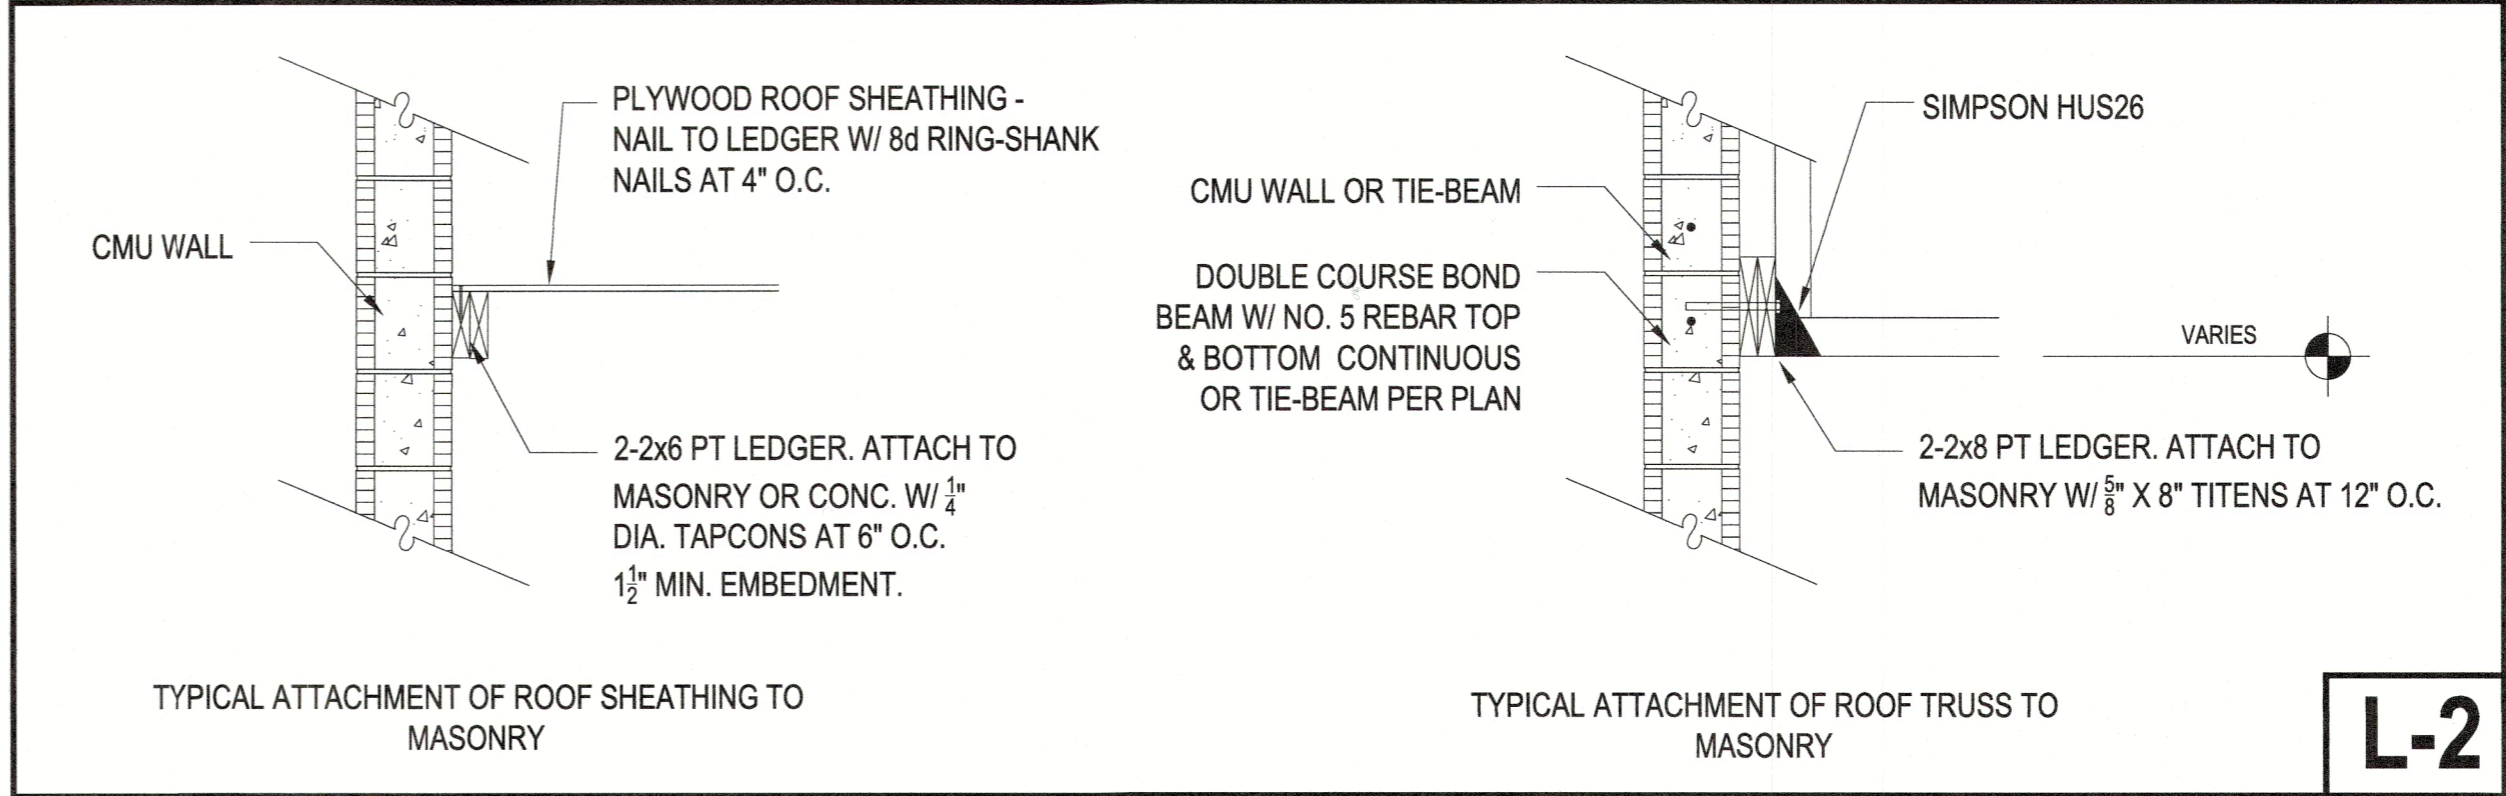 PLYWOOD ROOF SHEATHING -
NAIL TO LEDGER W/ 8d RING-SHANK
NAILS AT 4" O.C.
CMU WALL
2-2x6 PT LEDGER. ATTACH TO
MASONRY OR CONC. W/ 1/4"
DIA. TAPCONS AT 6" O.C.
1 1/2" MIN. EMBEDMENT.
TYPICAL ATTACHMENT OF ROOF SHEATHING TO
MASONRY
SIMPSON HUS26
CMU WALL OR TIE-BEAM
DOUBLE COURSE BOND
BEAM W/ NO. 5 REBAR TOP
& BOTTOM CONTINUOUS
OR TIE-BEAM PER PLAN
VARIES
2-2x8 PT LEDGER. ATTACH TO
MASONRY W/ 5/8" X 8" TITENS AT 12" O.C.
TYPICAL ATTACHMENT OF ROOF TRUSS TO
MASONRY
L-2